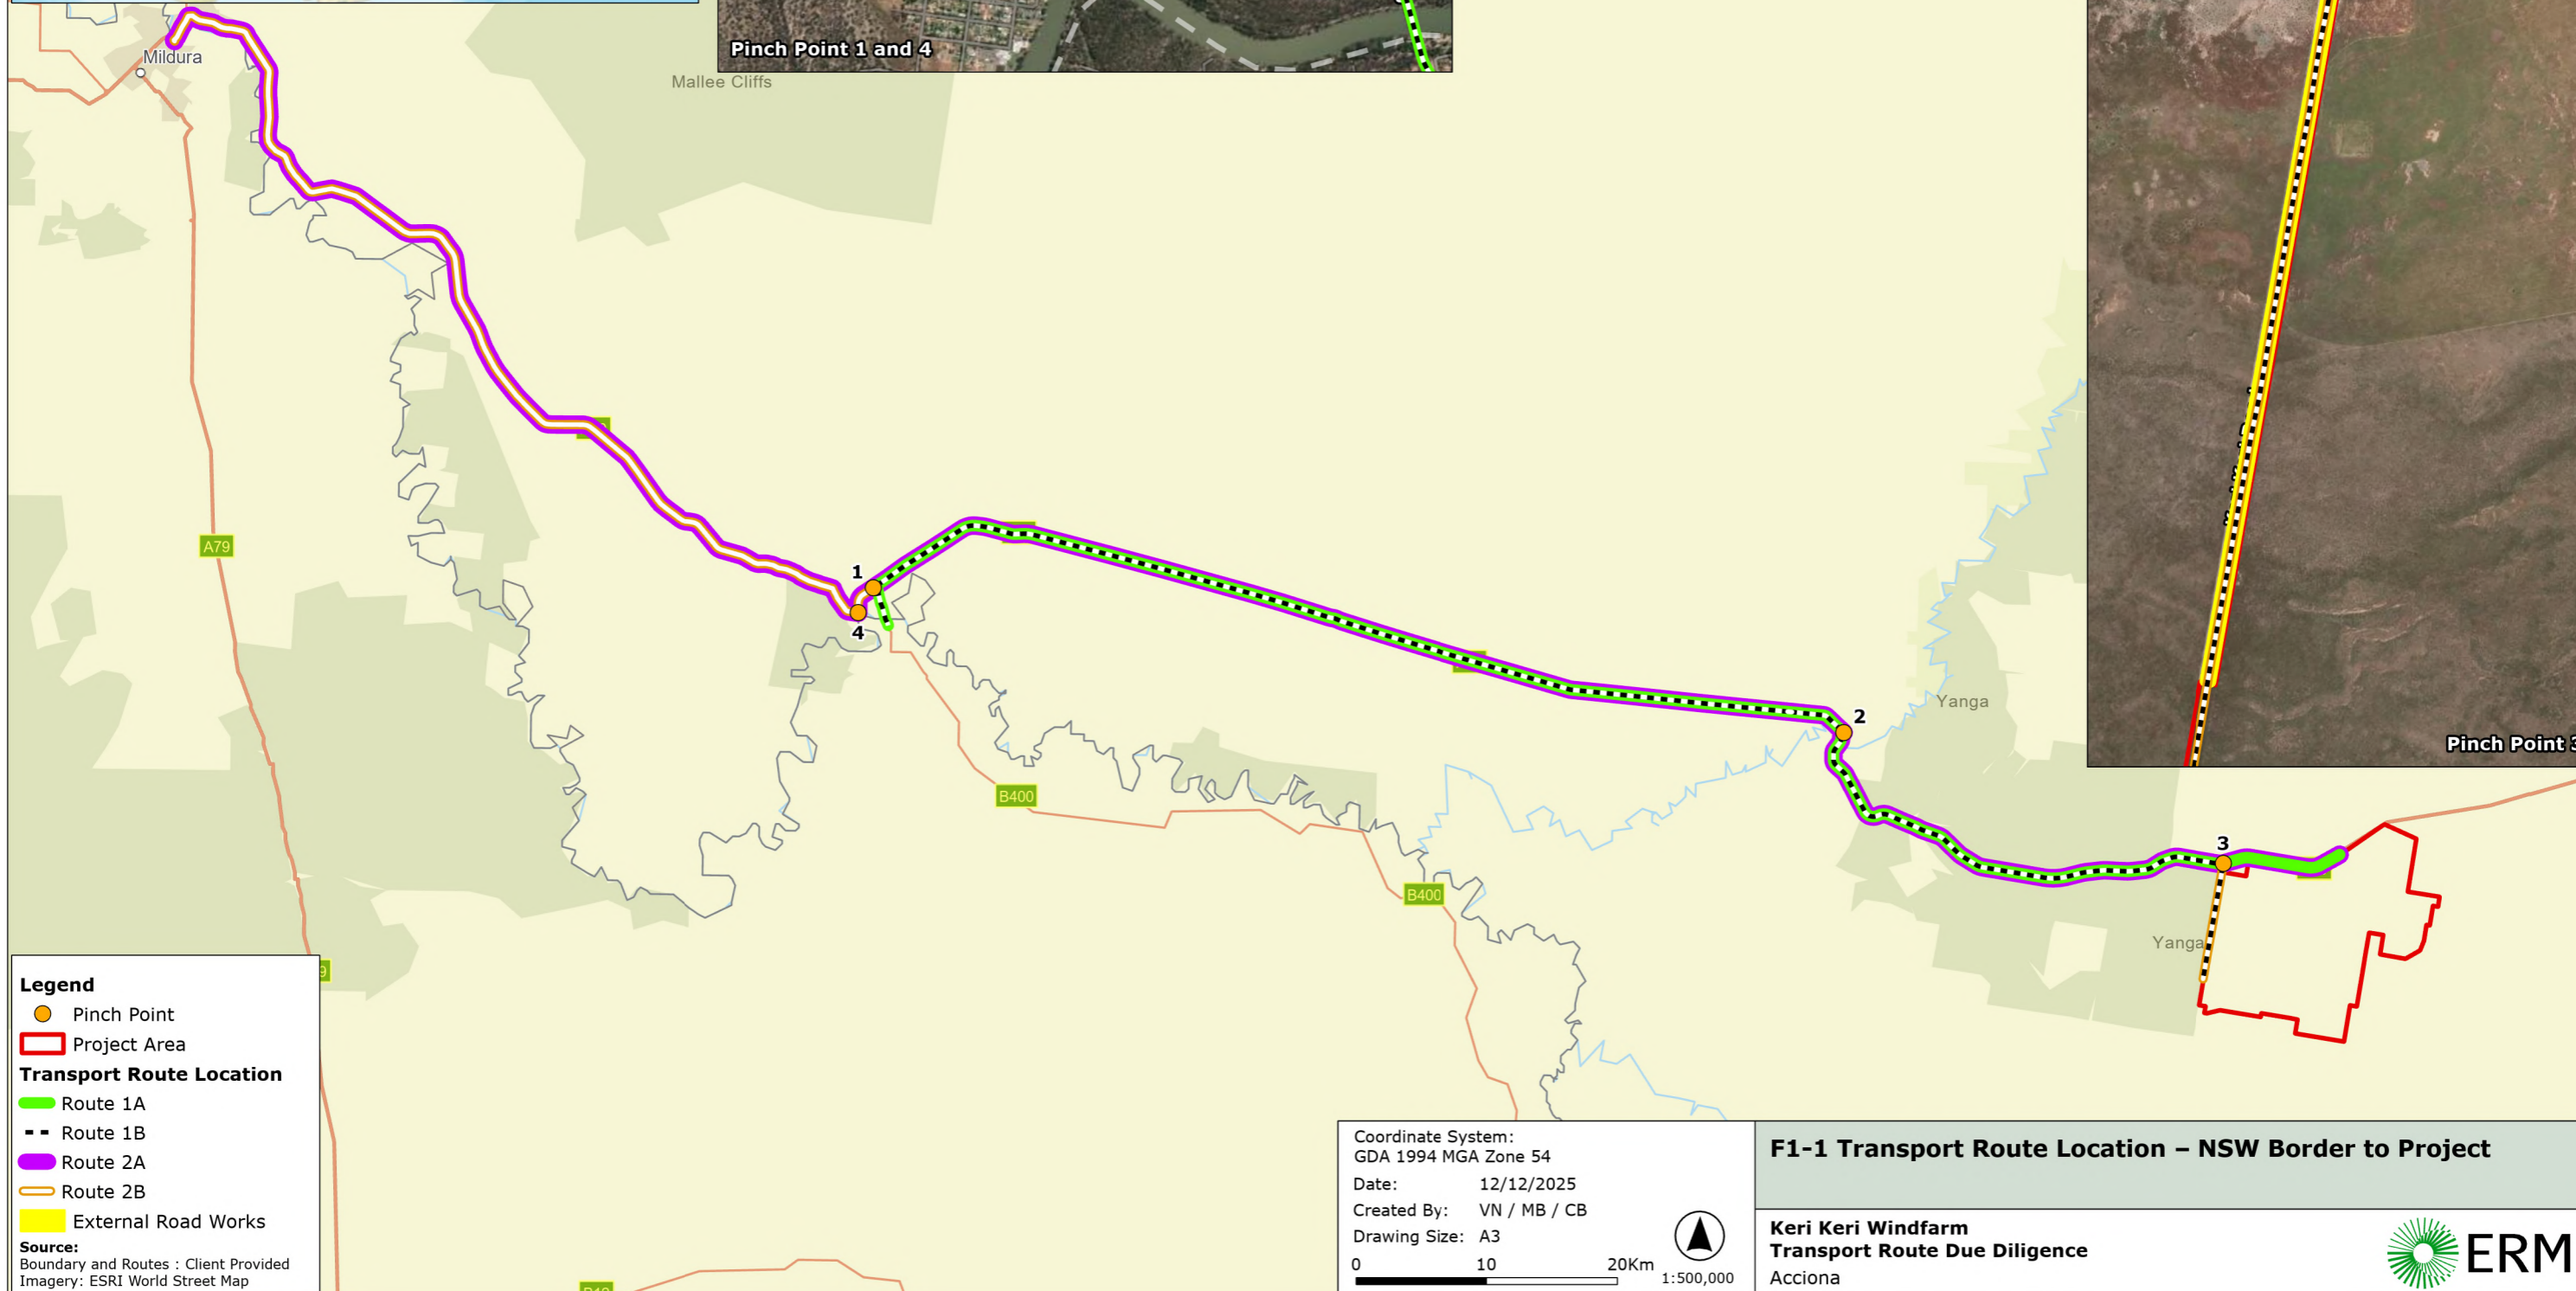 Pinch Point 1 and 4
Mildura
Mallee Cliffs
A79
1
4
2
Yanga
Pinch Point 3
B400
B400
3
Yanga
9
Legend
Pinch Point
Project Area
Transport Route Location
Route 1A
Route 1B
Route 2A
Route 2B
External Road Works
Source:
Boundary and Routes : Client Provided
Imagery: ESRI World Street Map
Coordinate System:
GDA 1994 MGA Zone 54
Date: 12/12/2025
Created By: VN / MB / CB
Drawing Size: A3
0 10 20Km
1:500,000
F1-1 Transport Route Location – NSW Border to Project
Keri Keri Windfarm
Transport Route Due Diligence
Acciona
ERM